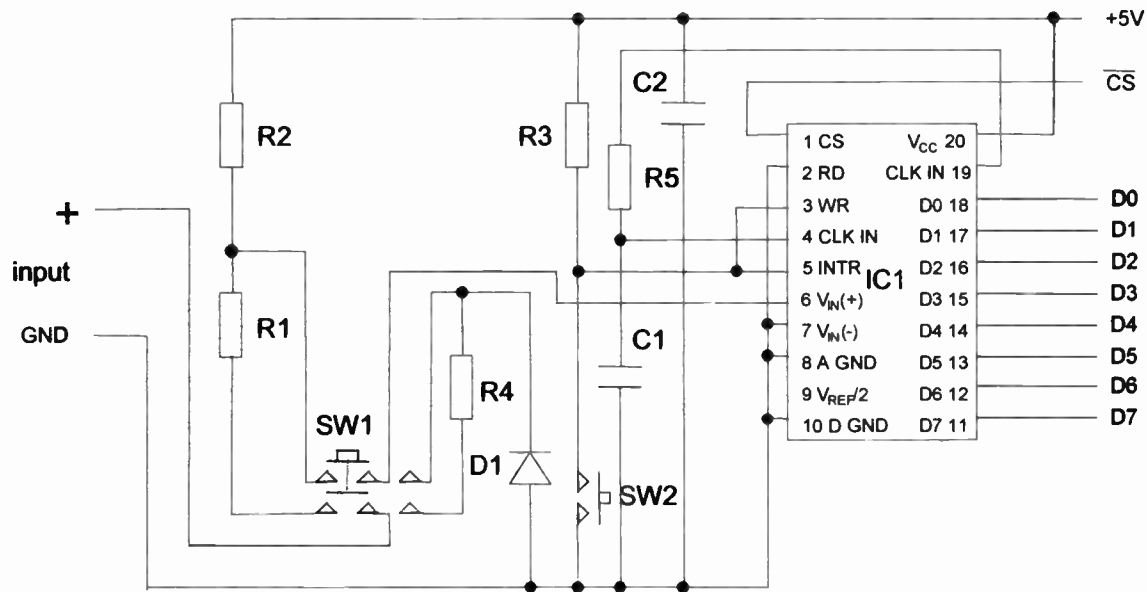 +5V
CS
C2
R2
R3
R5
1 CS VCC 20
2 RD CLK IN 19
3 WR D0 18 D0
4 CLK IN D1 17 D1
5 INTR D2 16 D2
IC1
6 VIN(+) D3 15 D3
7 VIN(-) D4 14 D4
8 A GND D5 13 D5
9 VREF/2 D6 12 D6
10 D GND D7 11 D7
+
input
GND
R1
C1
R4
SW1
D1
SW2